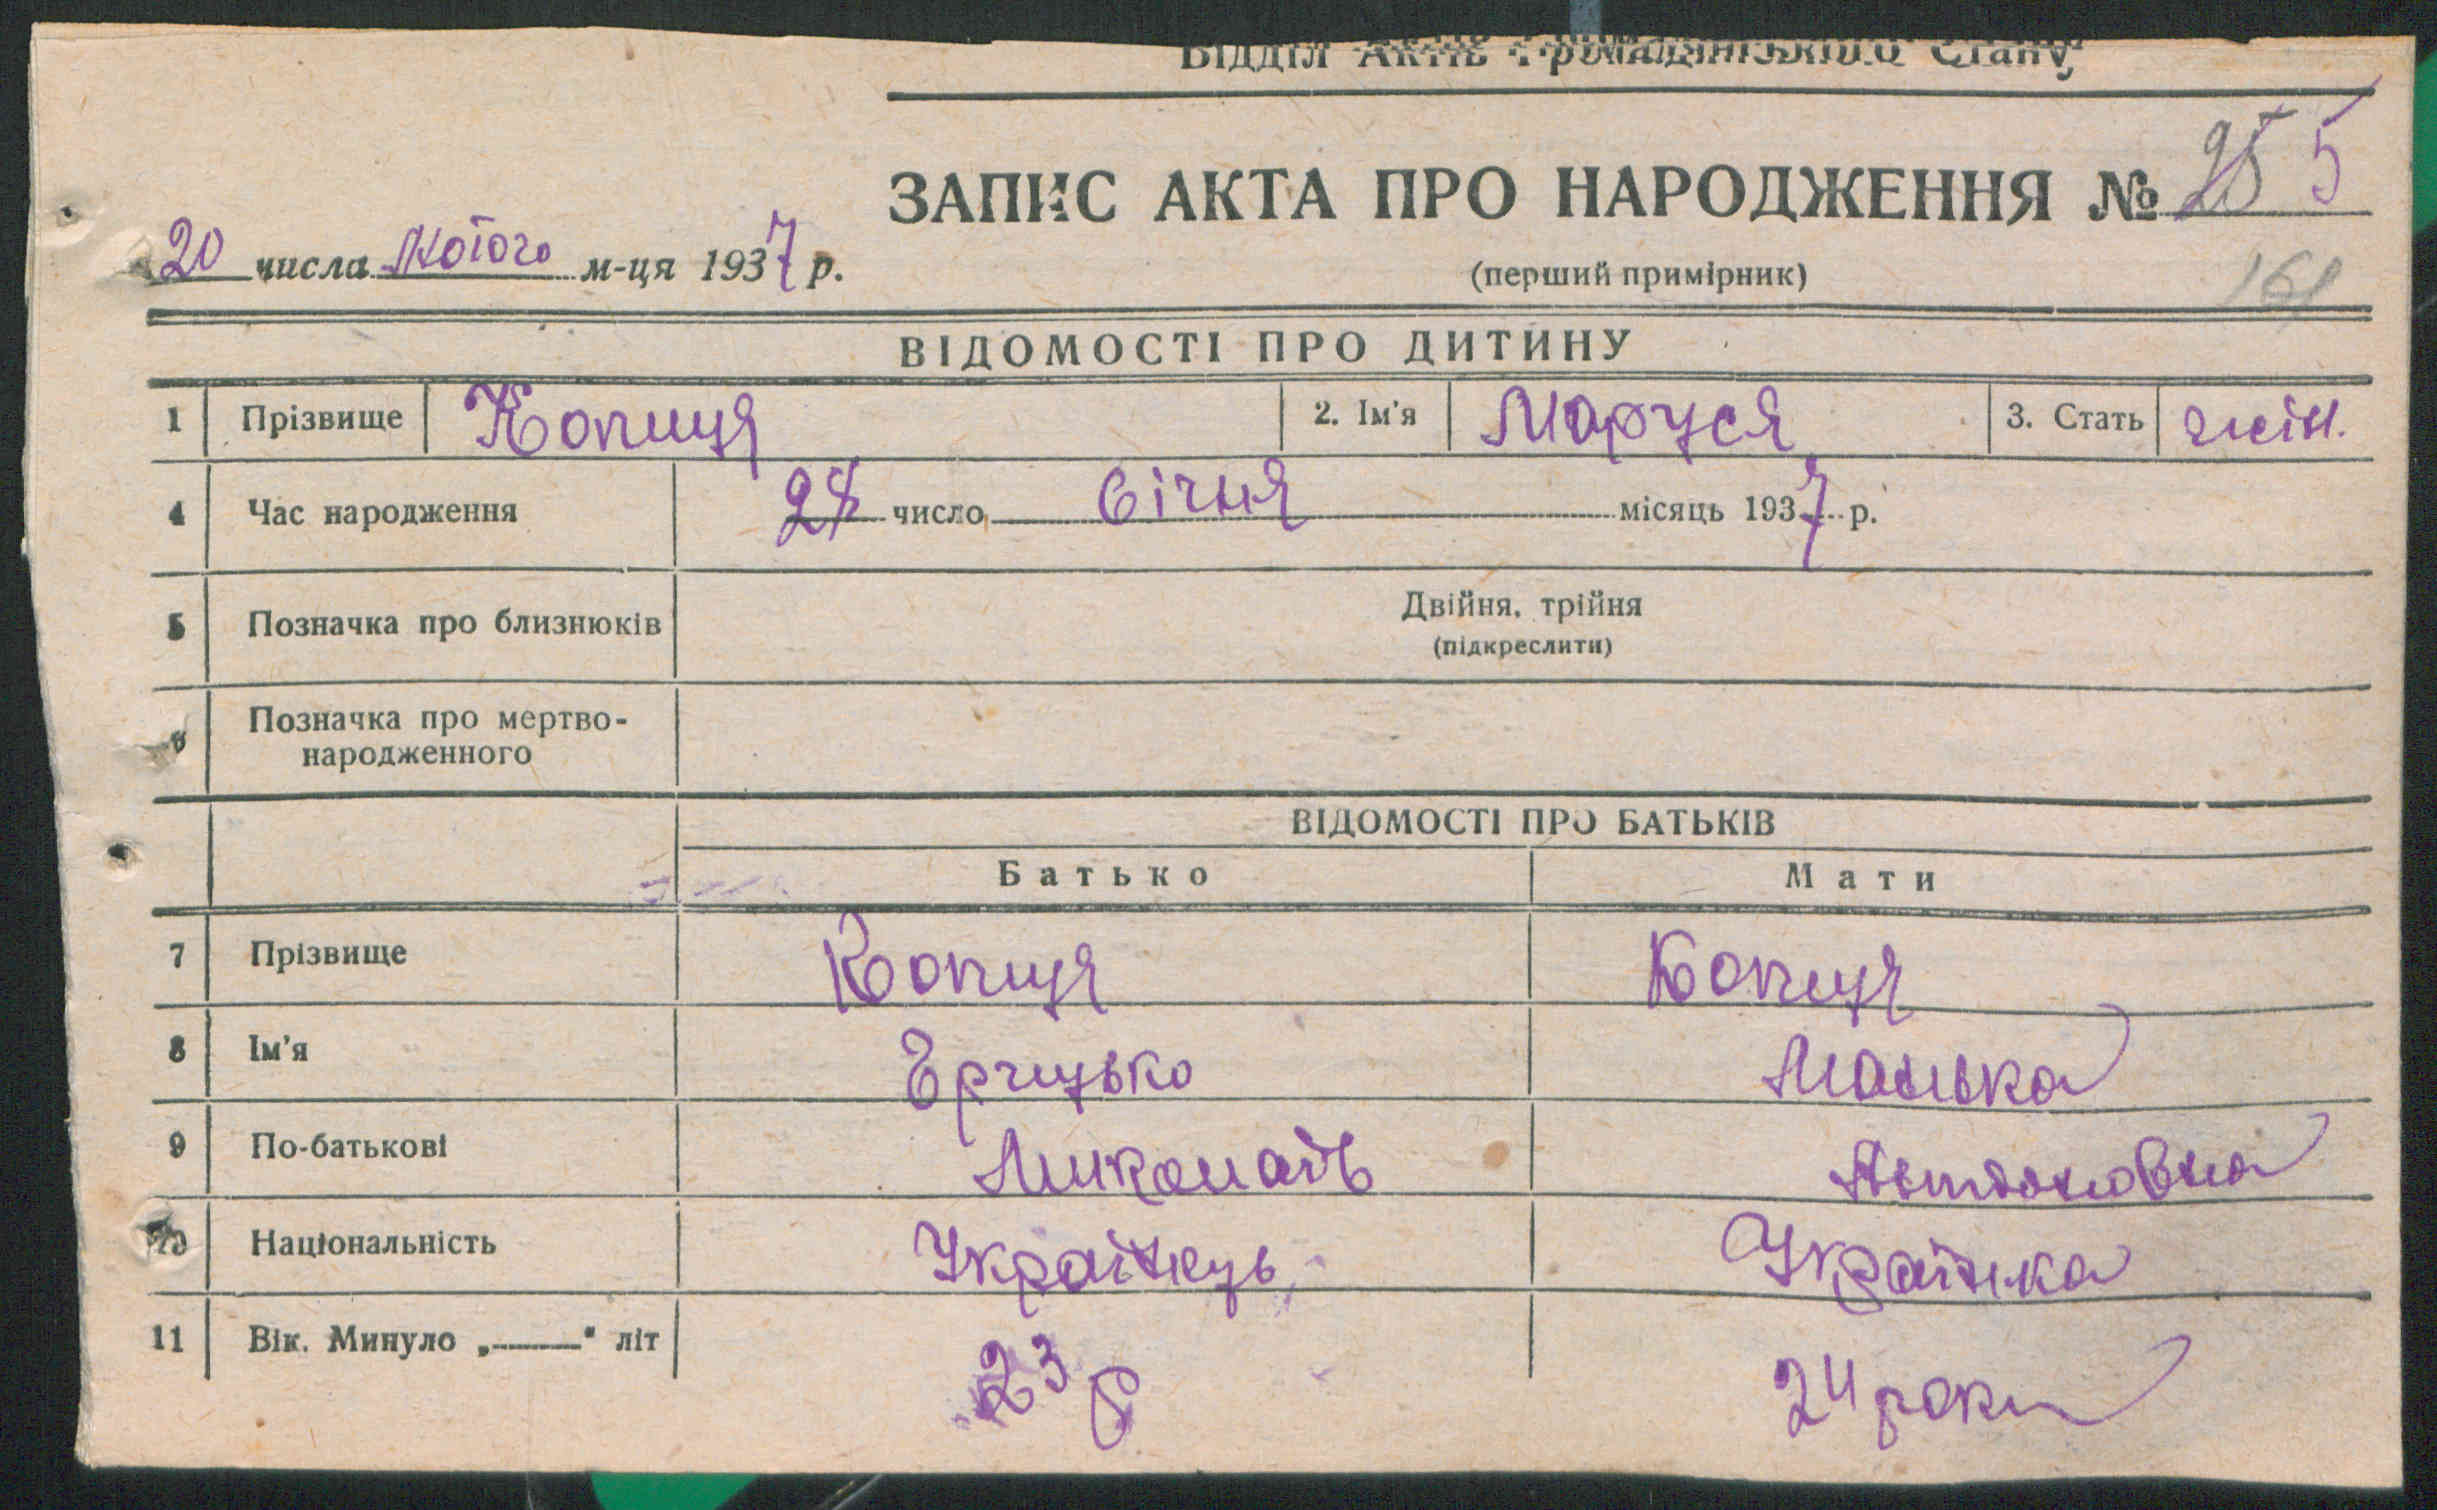 Відділ Актів Громадянського Стану
ЗАПИС АКТА ПРО НАРОДЖЕННЯ № 5
20 числа Лютого м-ця 1937 р.
(перший примірник)
161
ВІДОМОСТІ ПРО ДИТИНУ
1 Прізвище Копиця 2. Ім'я Маруся 3. Стать жін.
4 Час народження число Січня місяць 1937 р.
5 Позначка про близнюків Двійня, трійня
(підкреслити)
6 Позначка про мертво-
народженного
ВІДОМОСТІ ПРО БАТЬКІВ
Батько Мати
7 Прізвище Копиця Копиця
8 Ім'я Грицько Манька
9 По-батькові Антоновна
10 Національність Українець Українка
11 Вік. Минуло „——" літ 23 р 24 роки